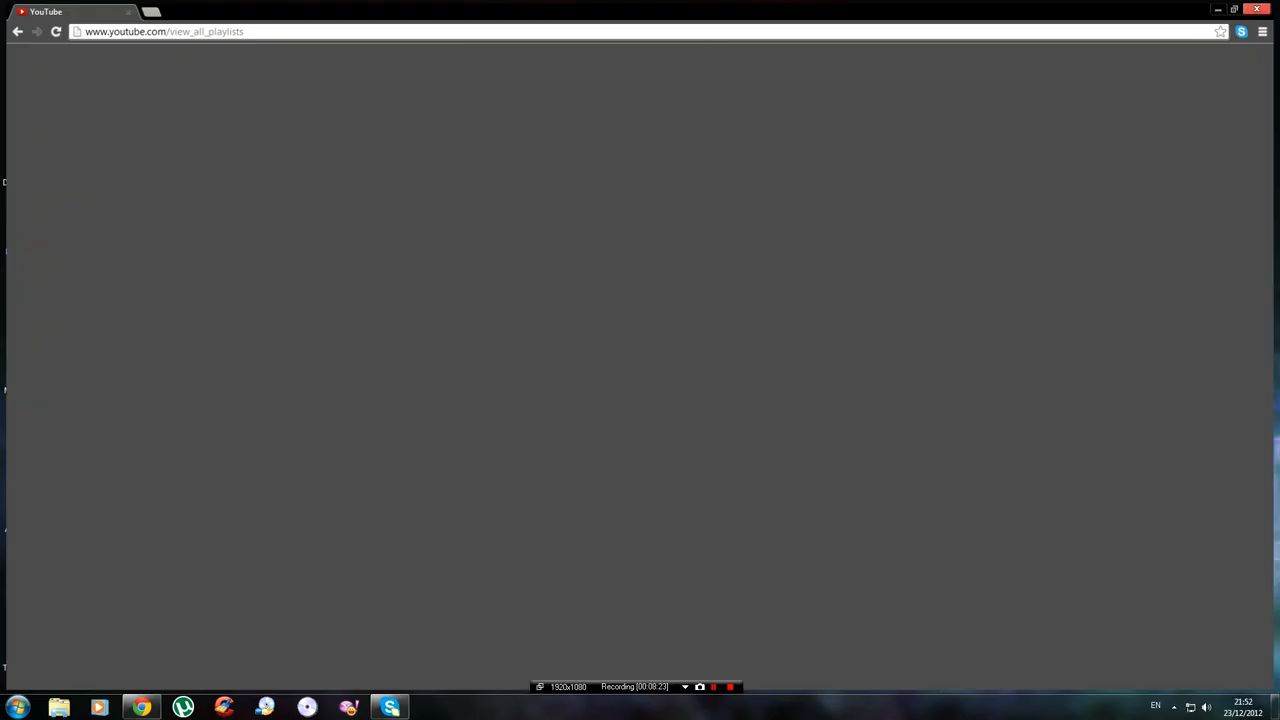 YouTube
www.youtube.com/view_all_playlists
1920x1080 Recording [00:08:23]
EN
21:52
23/12/2012